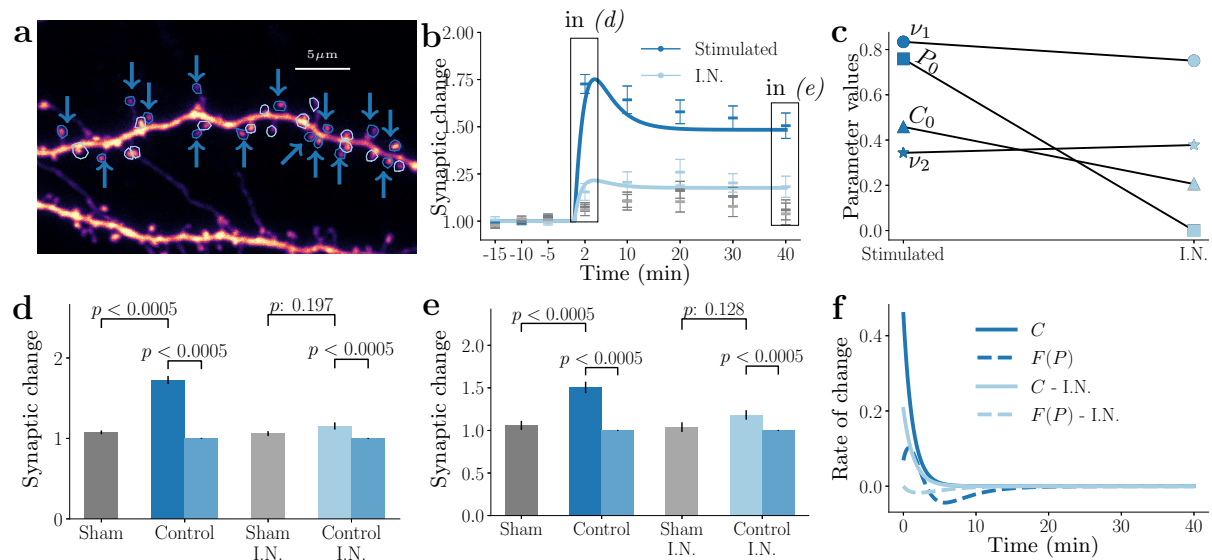 a
5μm
b
Synaptic change
2.00
1.75
1.50
1.25
1.00
in (d)
Stimulated
I.N.
in (e)
-15
-10
-5
2
10
20
30
40
Time (min)
c
Parameter values
0.8
0.6
0.4
0.2
0.0
ν1
P0
C0
ν2
Stimulated
I.N.
d
Synaptic change
2
1
0
p < 0.0005
p < 0.0005
p: 0.197
p < 0.0005
Sham
Control
Sham I.N.
Control I.N.
e
Synaptic change
2.0
1.5
1.0
0.5
0.0
p < 0.0005
p < 0.0005
p: 0.128
p < 0.0005
Sham
Control
Sham I.N.
Control I.N.
f
Rate of change
0.4
0.2
0.0
C
F(P)
C - I.N.
F(P) - I.N.
0
10
20
30
40
Time (min)